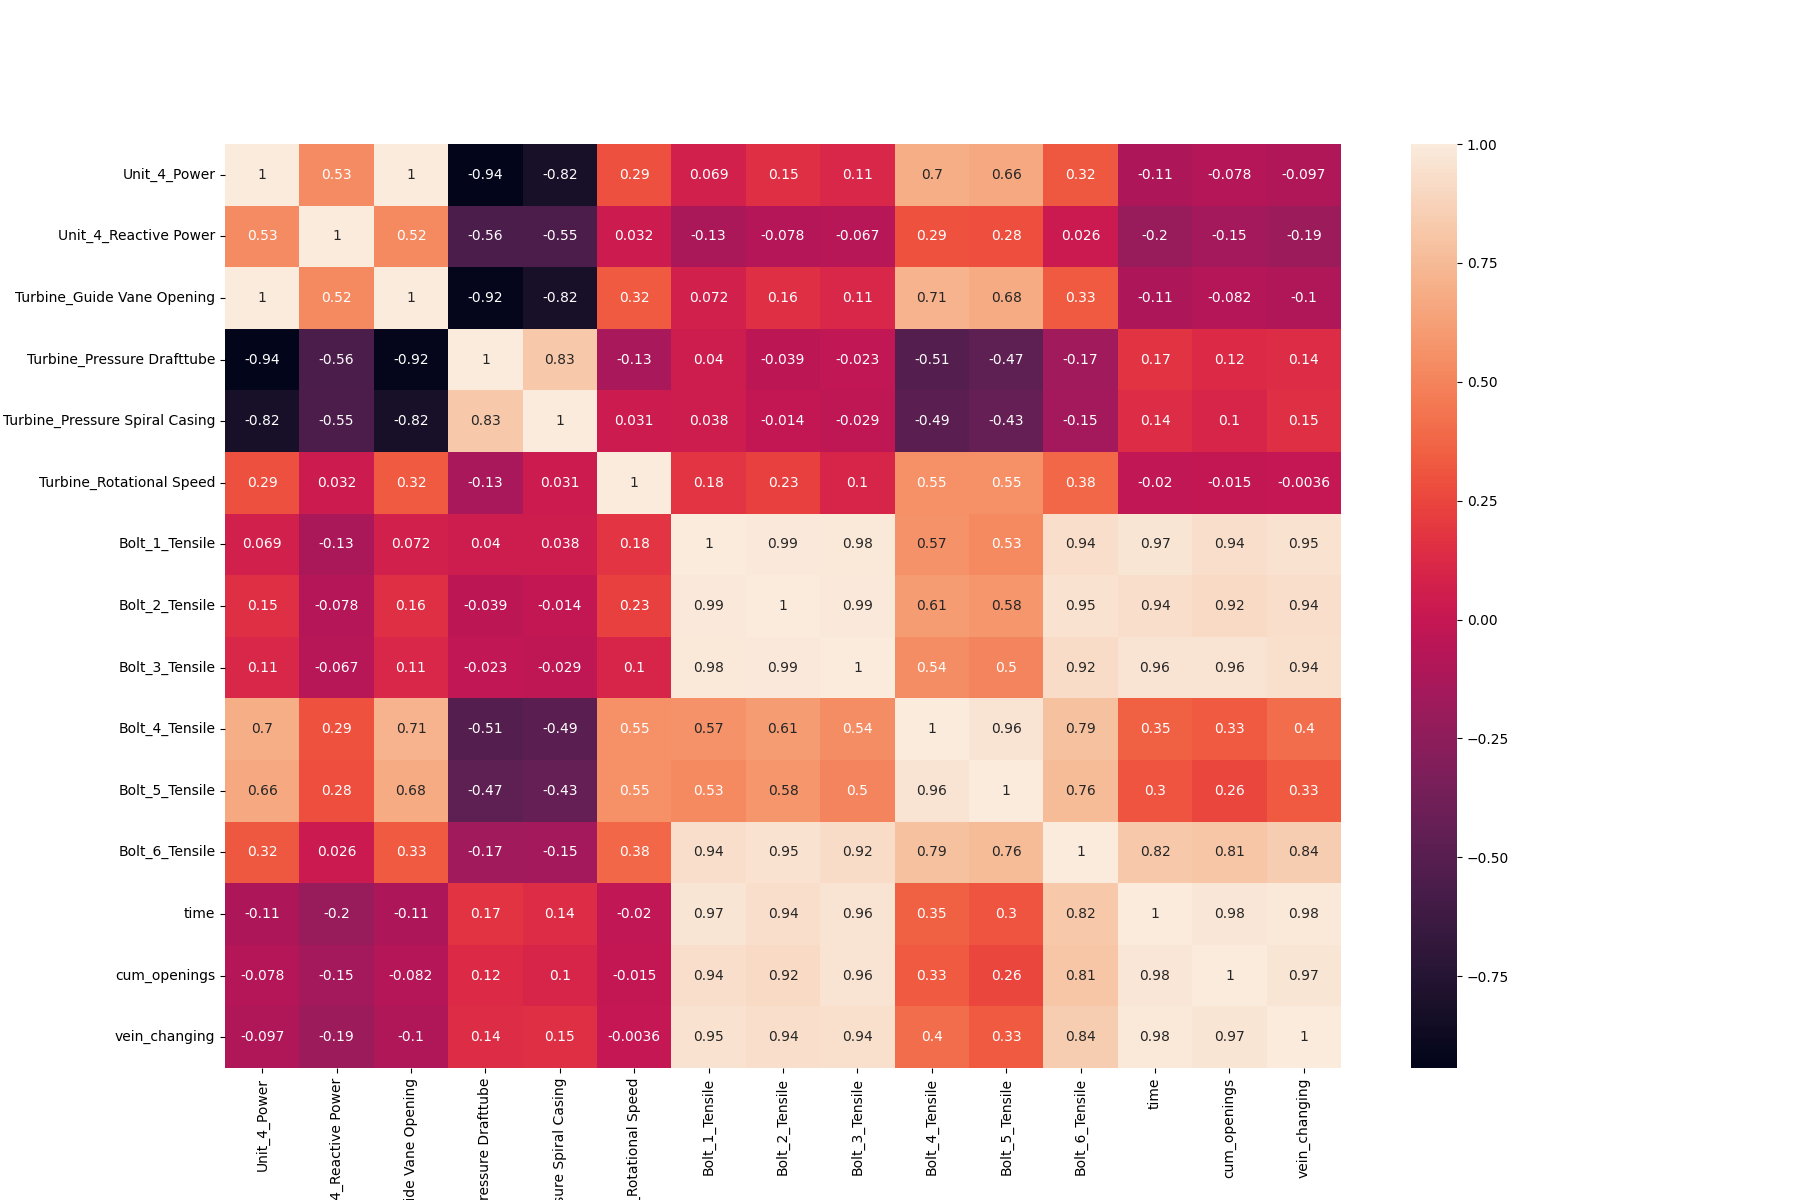 Unit_4_Power 1 0.53 1 -0.94 -0.82 0.29 0.069 0.15 0.11 0.7 0.66 0.32 -0.11 -0.078 -0.097
Unit_4_Reactive Power 0.53 1 0.52 -0.56 -0.55 0.032 -0.13 -0.078 -0.067 0.29 0.28 0.026 -0.2 -0.15 -0.19
Turbine_Guide Vane Opening 1 0.52 1 -0.92 -0.82 0.32 0.072 0.16 0.11 0.71 0.68 0.33 -0.11 -0.082 -0.1
Turbine_Pressure Drafttube -0.94 -0.56 -0.92 1 0.83 -0.13 0.04 -0.039 -0.023 -0.51 -0.47 -0.17 0.17 0.12 0.14
Turbine_Pressure Spiral Casing -0.82 -0.55 -0.82 0.83 1 0.031 0.038 -0.014 -0.029 -0.49 -0.43 -0.15 0.14 0.1 0.15
Turbine_Rotational Speed 0.29 0.032 0.32 -0.13 0.031 1 0.18 0.23 0.1 0.55 0.55 0.38 -0.02 -0.015 -0.0036
Bolt_1_Tensile 0.069 -0.13 0.072 0.04 0.038 0.18 1 0.99 0.98 0.57 0.53 0.94 0.97 0.94 0.95
Bolt_2_Tensile 0.15 -0.078 0.16 -0.039 -0.014 0.23 0.99 1 0.99 0.61 0.58 0.95 0.94 0.92 0.94
Bolt_3_Tensile 0.11 -0.067 0.11 -0.023 -0.029 0.1 0.98 0.99 1 0.54 0.5 0.92 0.96 0.96 0.94
Bolt_4_Tensile 0.7 0.29 0.71 -0.51 -0.49 0.55 0.57 0.61 0.54 1 0.96 0.79 0.35 0.33 0.4
Bolt_5_Tensile 0.66 0.28 0.68 -0.47 -0.43 0.55 0.53 0.58 0.5 0.96 1 0.76 0.3 0.26 0.33
Bolt_6_Tensile 0.32 0.026 0.33 -0.17 -0.15 0.38 0.94 0.95 0.92 0.79 0.76 1 0.82 0.81 0.84
time -0.11 -0.2 -0.11 0.17 0.14 -0.02 0.97 0.94 0.96 0.35 0.3 0.82 1 0.98 0.98
cum_openings -0.078 -0.15 -0.082 0.12 0.1 -0.015 0.94 0.92 0.96 0.33 0.26 0.81 0.98 1 0.97
vein_changing -0.097 -0.19 -0.1 0.14 0.15 -0.0036 0.95 0.94 0.94 0.4 0.33 0.84 0.98 0.97 1
Unit_4_Power
4_Reactive Power
ide Vane Opening
ressure Drafttube
sure Spiral Casing
_Rotational Speed
Bolt_1_Tensile
Bolt_2_Tensile
Bolt_3_Tensile
Bolt_4_Tensile
Bolt_5_Tensile
Bolt_6_Tensile
time
cum_openings
vein_changing
1.00
0.75
0.50
0.25
0.00
−0.25
−0.50
−0.75